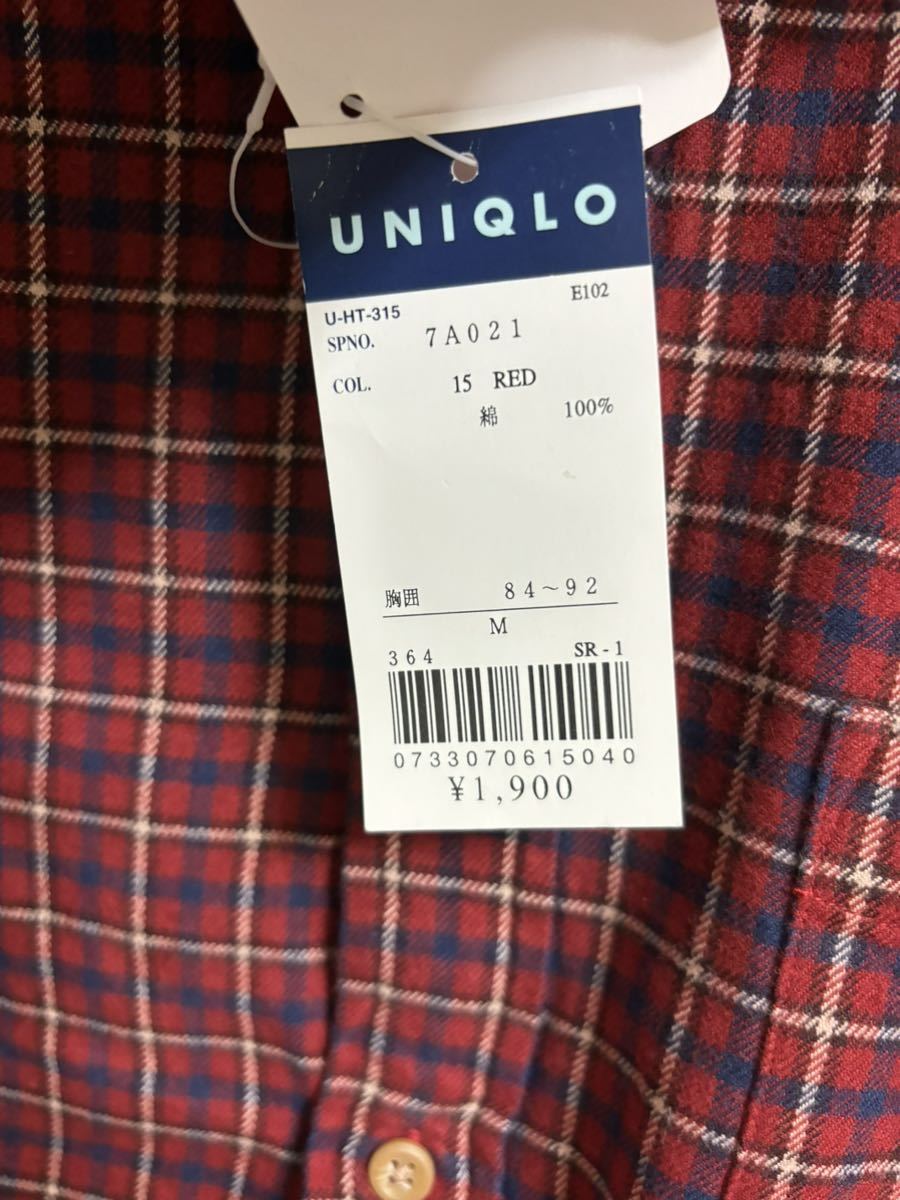 UNIQLO
U-HT-315 E102
SPNO. 7A021
COL. 15 RED
綿 100%
胸囲 84~92
M
364 SR-1
0733070615040
¥1,900